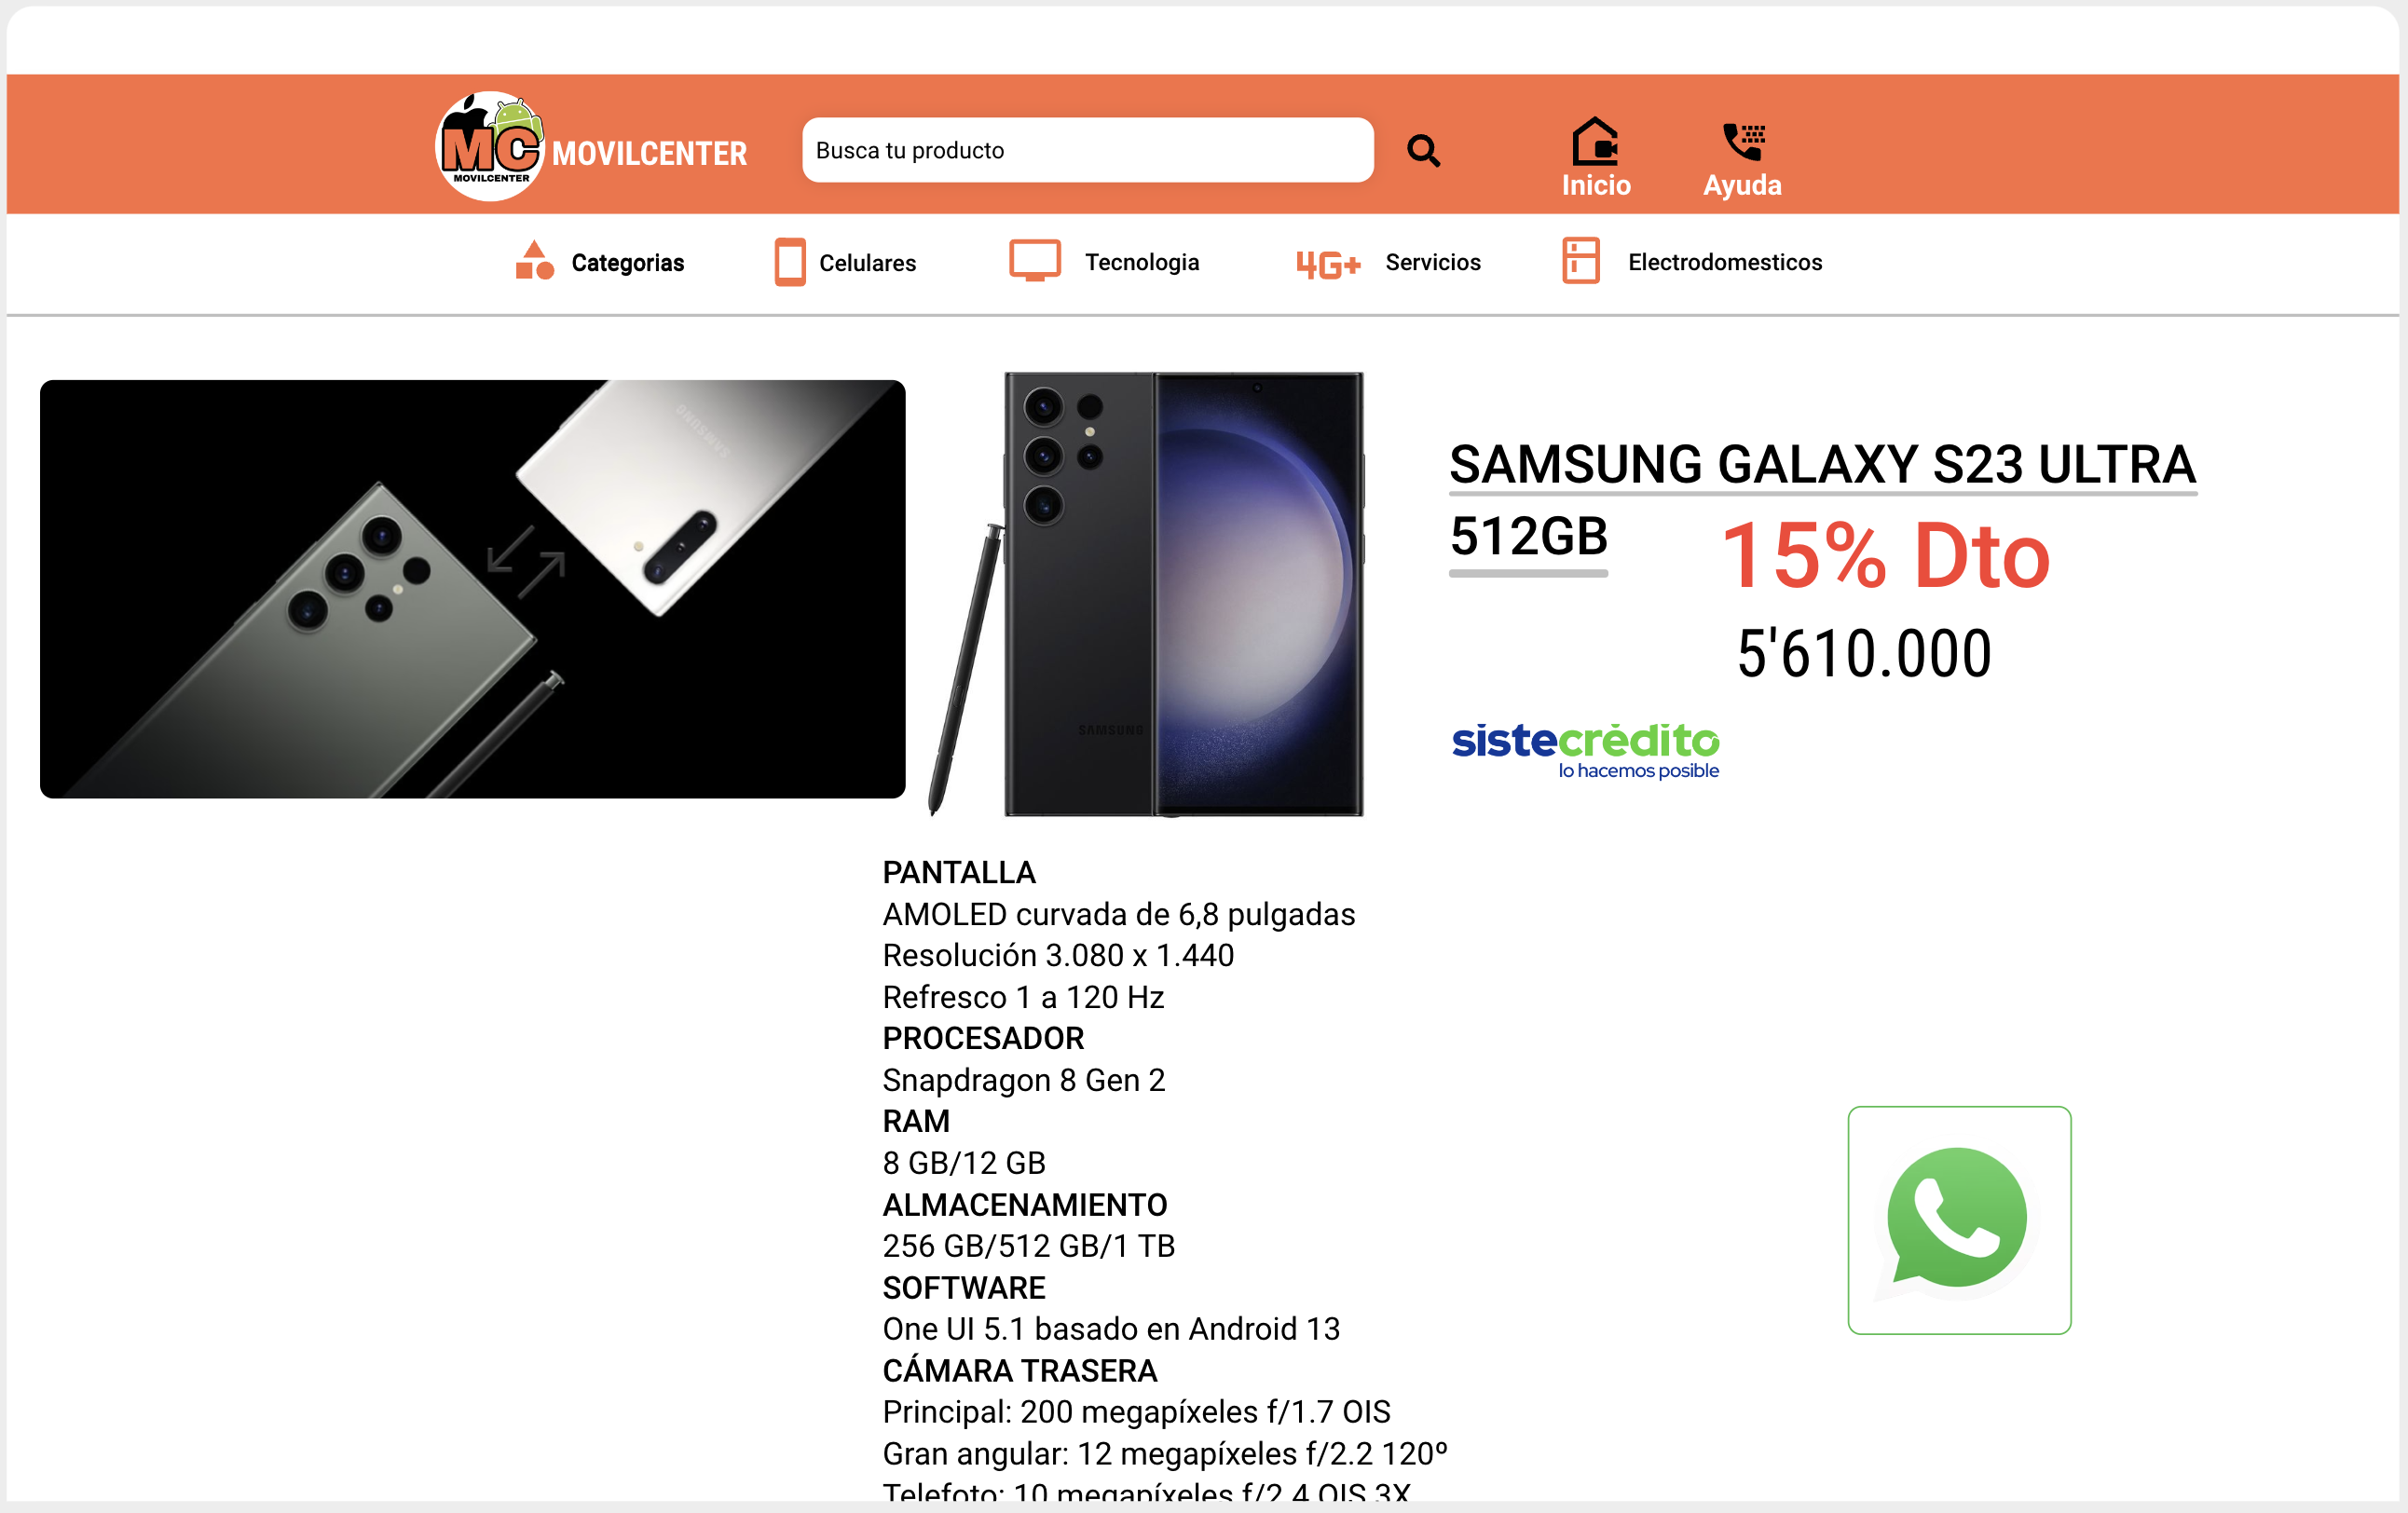 MC
MOVILCENTER
MOVILCENTER
Busca tu producto
Inicio
Ayuda
Categorias
Celulares
Tecnologia
4G+
Servicios
Electrodomesticos
SAMSUNG
SAMSUNG
SAMSUNG GALAXY S23 ULTRA
512GB
15% Dto
5'610.000
sistecrédito
lo hacemos posible
PANTALLA
AMOLED curvada de 6,8 pulgadas
Resolución 3.080 x 1.440
Refresco 1 a 120 Hz
PROCESADOR
Snapdragon 8 Gen 2
RAM
8 GB/12 GB
ALMACENAMIENTO
256 GB/512 GB/1 TB
SOFTWARE
One UI 5.1 basado en Android 13
CÁMARA TRASERA
Principal: 200 megapíxeles f/1.7 OIS
Gran angular: 12 megapíxeles f/2.2 120º
Telefoto: 10 megapíxeles f/2.4 OIS 3X